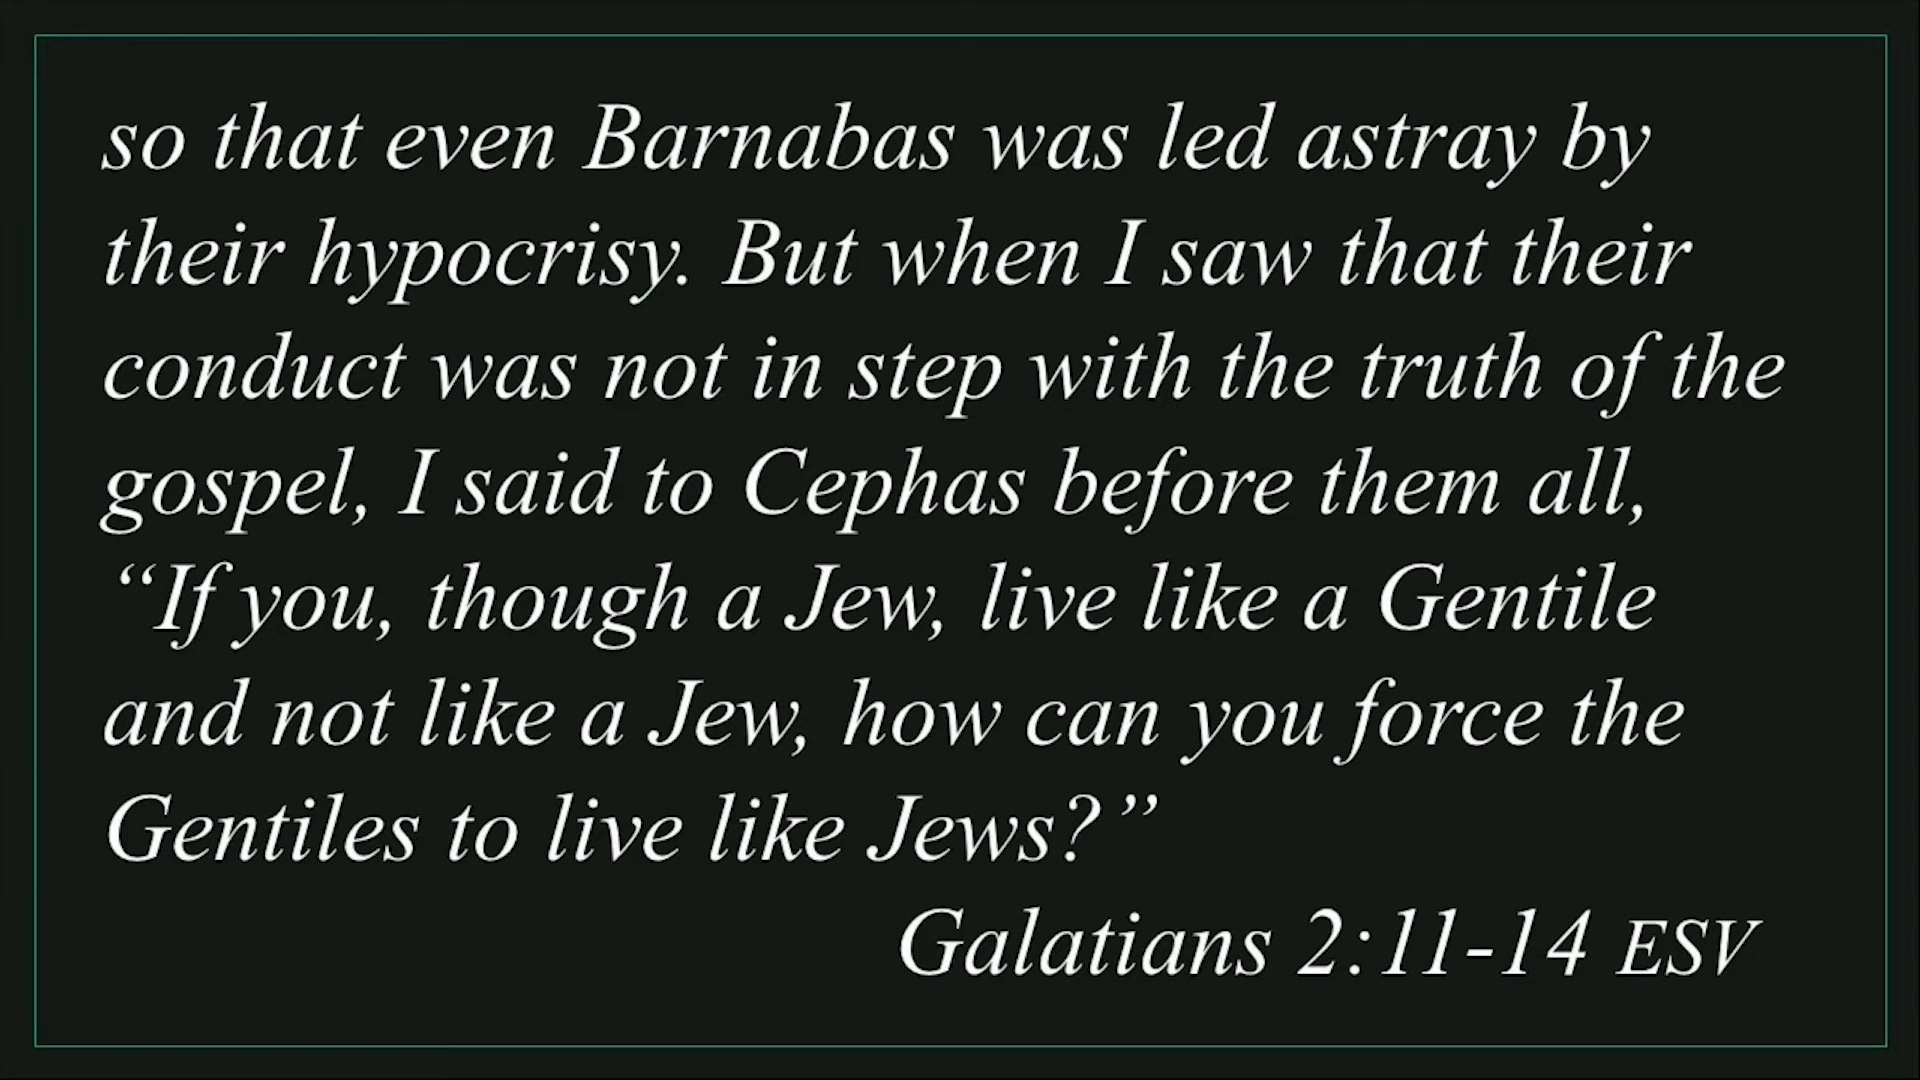 so that even Barnabas was led astray by
their hypocrisy. But when I saw that their
conduct was not in step with the truth of the
gospel, I said to Cephas before them all,
“If you, though a Jew, live like a Gentile
and not like a Jew, how can you force the
Gentiles to live like Jews?”
Galatians 2:11-14 ESV